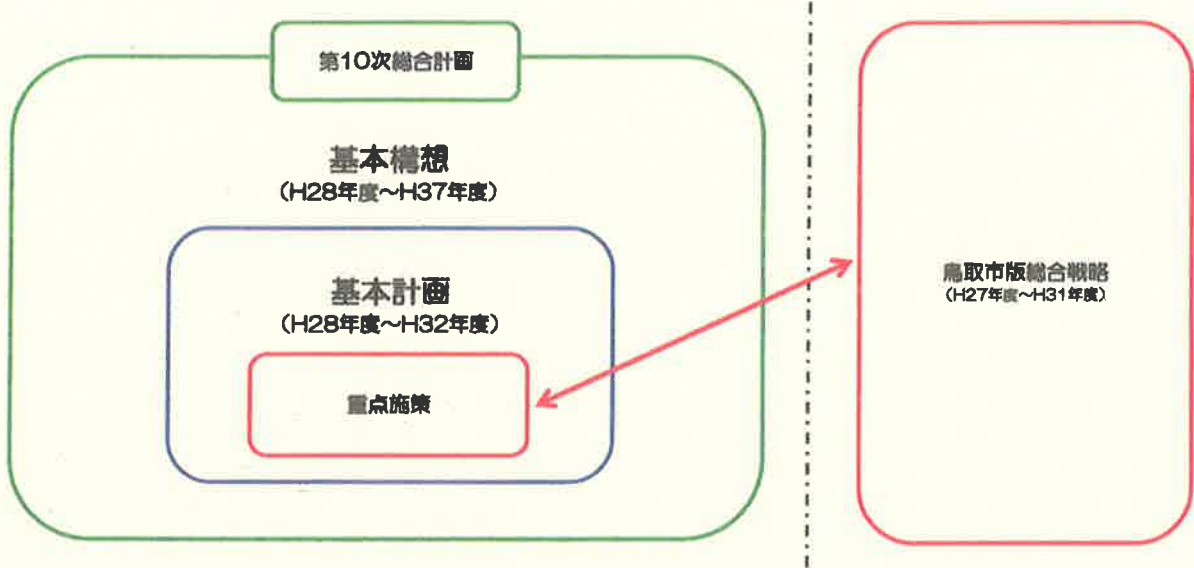 第10次総合計画
基本構想
（H28年度～H37年度）
基本計画
（H28年度～H32年度）
重点施策
鳥取市版総合戦略
（H27年度～H31年度）